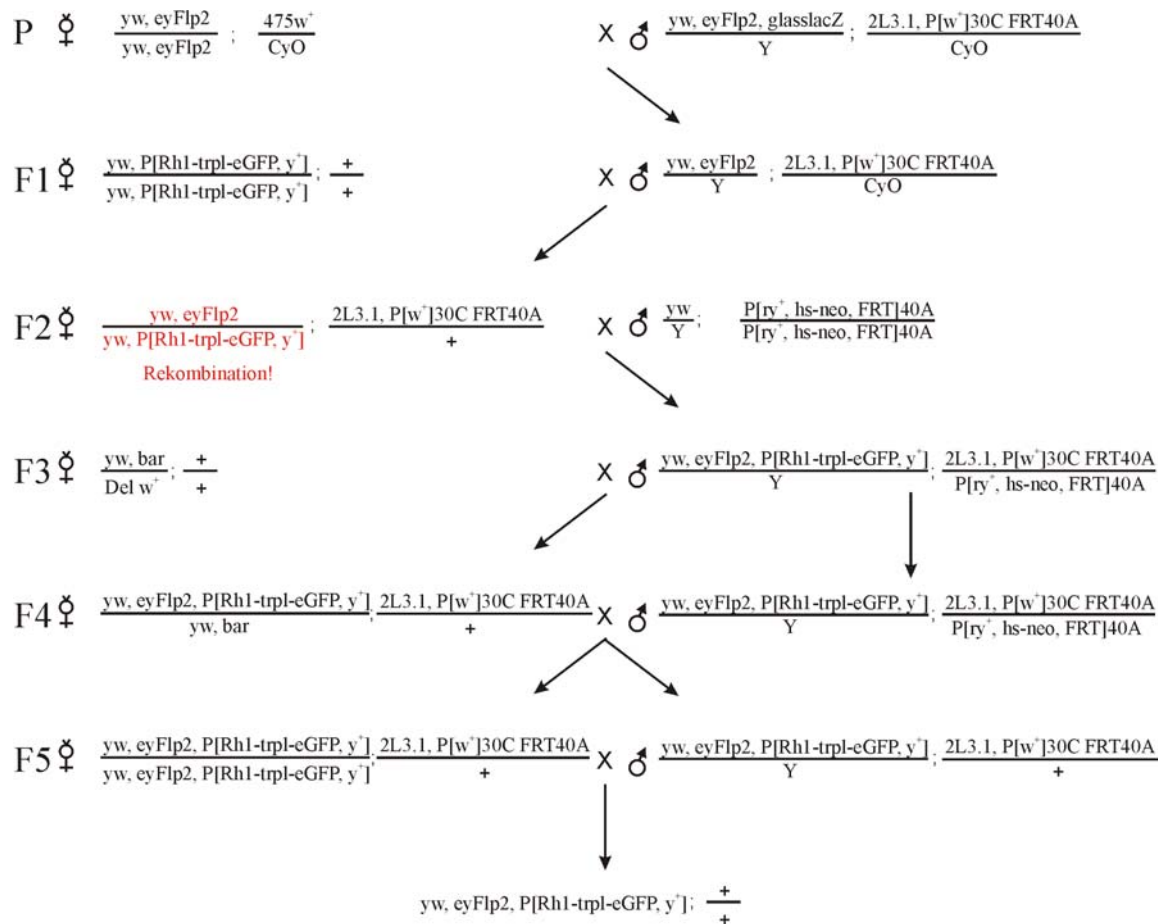 P ☿ yw, eyFlp2 ; 475w⁺ X ♂ yw, eyFlp2, glasslacZ ; 2L3.1, P[w⁺]30C FRT40A
yw, eyFlp2 CyO Y CyO
F1 ☿ yw, P[Rh1-trpl-eGFP, y⁺] ; + X ♂ yw, eyFlp2 ; 2L3.1, P[w⁺]30C FRT40A
yw, P[Rh1-trpl-eGFP, y⁺] + Y CyO
F2 ☿ yw, eyFlp2 ; 2L3.1, P[w⁺]30C FRT40A X ♂ yw ; P[ry⁺, hs-neo, FRT]40A
yw, P[Rh1-trpl-eGFP, y⁺] + Y P[ry⁺, hs-neo, FRT]40A
Rekombination!
F3 ☿ yw, bar ; + X ♂ yw, eyFlp2, P[Rh1-trpl-eGFP, y⁺] ; 2L3.1, P[w⁺]30C FRT40A
Del w⁺ + Y P[ry⁺, hs-neo, FRT]40A
F4 ☿ yw, eyFlp2, P[Rh1-trpl-eGFP, y⁺] ; 2L3.1, P[w⁺]30C FRT40A X ♂ yw, eyFlp2, P[Rh1-trpl-eGFP, y⁺] ; 2L3.1, P[w⁺]30C FRT40A
yw, bar + Y P[ry⁺, hs-neo, FRT]40A
F5 ☿ yw, eyFlp2, P[Rh1-trpl-eGFP, y⁺] ; 2L3.1, P[w⁺]30C FRT40A X ♂ yw, eyFlp2, P[Rh1-trpl-eGFP, y⁺] ; 2L3.1, P[w⁺]30C FRT40A
yw, eyFlp2, P[Rh1-trpl-eGFP, y⁺] + Y +
yw, eyFlp2, P[Rh1-trpl-eGFP, y⁺] ; +
+